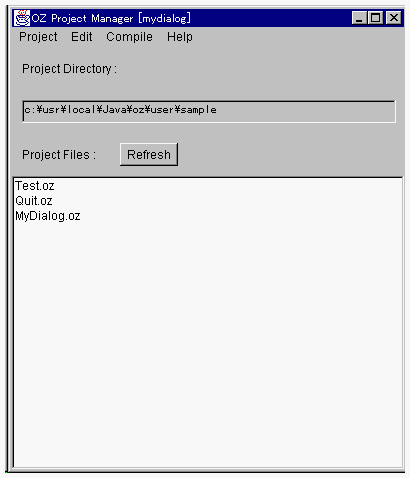 OZ Project Manager [mydialog]
Project Edit Compile Help
Project Directory :
c:¥usr¥local¥Java¥oz¥user¥sample
Project Files : Refresh
Test.oz
Quit.oz
MyDialog.oz